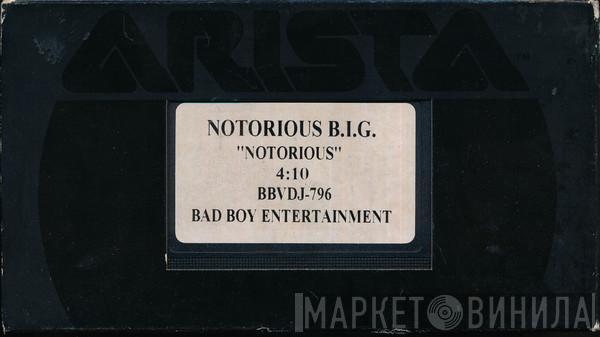 ARISTA
NOTORIOUS B.I.G.
"NOTORIOUS"
4:10
BBVDJ-796
BAD BOY ENTERTAINMENT
МАРКЕТ ВИНИЛА